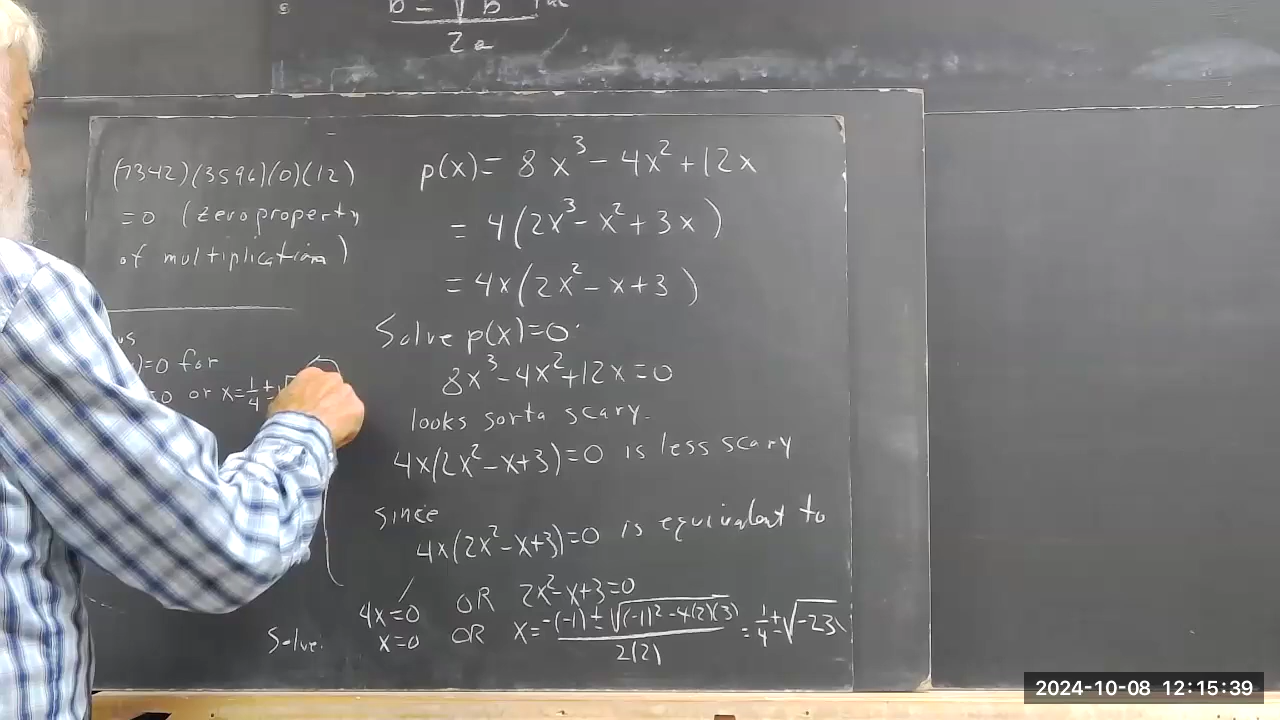 2a
(7342)(3596)(0)(12)
=0 (zero property
of multiplication)
us
)=0 for
=0 or x=1/4±√
p(x)= 8x³-4x²+12x
= 4(2x³-x²+3x)
= 4x(2x²-x+3)
Solve p(x)=0.
8x³-4x²+12x=0
looks sorta scary.
4x(2x²-x+3)=0 is less scary
since
4x(2x²-x+3)=0 is equivalent to
4x=0 OR 2x²-x+3=0
Solve. x=0 OR x= (-(-1)±√((-1)²-4(2)(3)))/(2(2)) = 1/4±√-23
2024-10-08 12:15:39